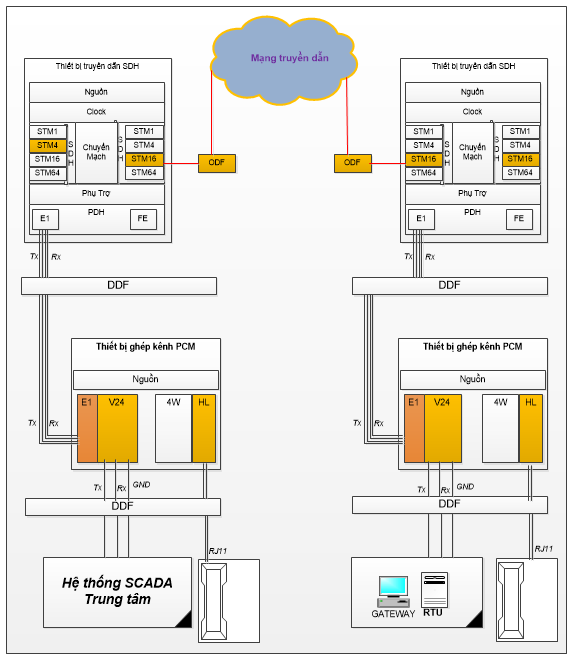 Mạng truyền dẫn
Thiết bị truyền dẫn SDH
Nguồn
Clock
STM1
STM4
STM16
STM64
SDH
Chuyển Mạch
SDH
STM1
STM4
STM16
STM64
Phụ Trợ
PDH
E1
FE
ODF
ODF
Thiết bị truyền dẫn SDH
Nguồn
Clock
STM1
STM4
STM16
STM64
SDH
Chuyển Mạch
SDH
STM1
STM4
STM16
STM64
Phụ Trợ
PDH
E1
FE
Tx
Rx
DDF
Tx
Rx
DDF
Thiết bị ghép kênh PCM
Nguồn
E1
V24
4W
HL
Tx
Rx
Thiết bị ghép kênh PCM
Nguồn
E1
V24
4W
HL
Tx
Rx
Tx
Rx
GND
DDF
RJ11
Tx
Rx
GND
DDF
RJ11
Hệ thống SCADA
Trung tâm
GATEWAY
RTU